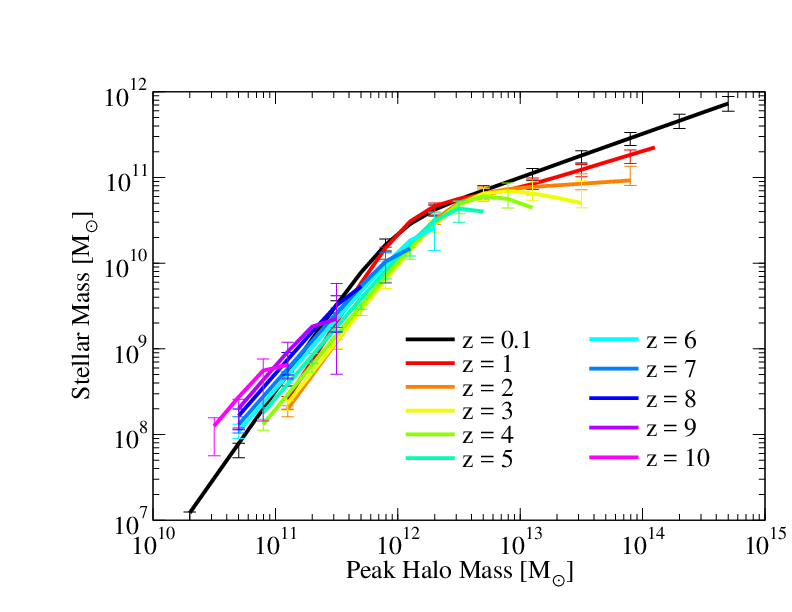 10^12
10^11
10^10
10^9
10^8
10^7
Stellar Mass [M_⊙]
z = 0.1
z = 1
z = 2
z = 3
z = 4
z = 5
z = 6
z = 7
z = 8
z = 9
z = 10
10^10 10^11 10^12 10^13 10^14 10^15
Peak Halo Mass [M_⊙]